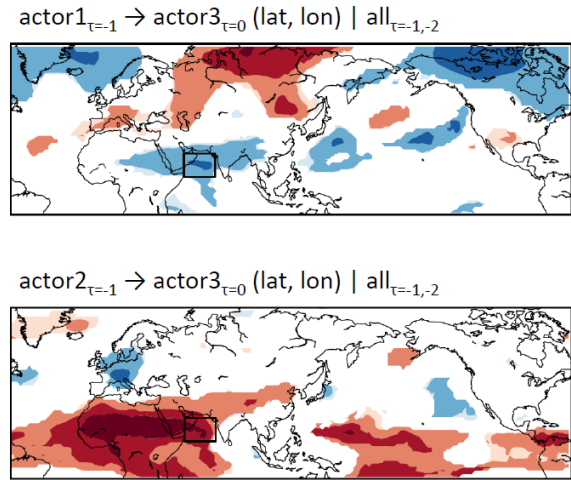 actor1τ=-1 → actor3τ=0 (lat, lon) | allτ=-1,-2
actor2τ=-1 → actor3τ=0 (lat, lon) | allτ=-1,-2